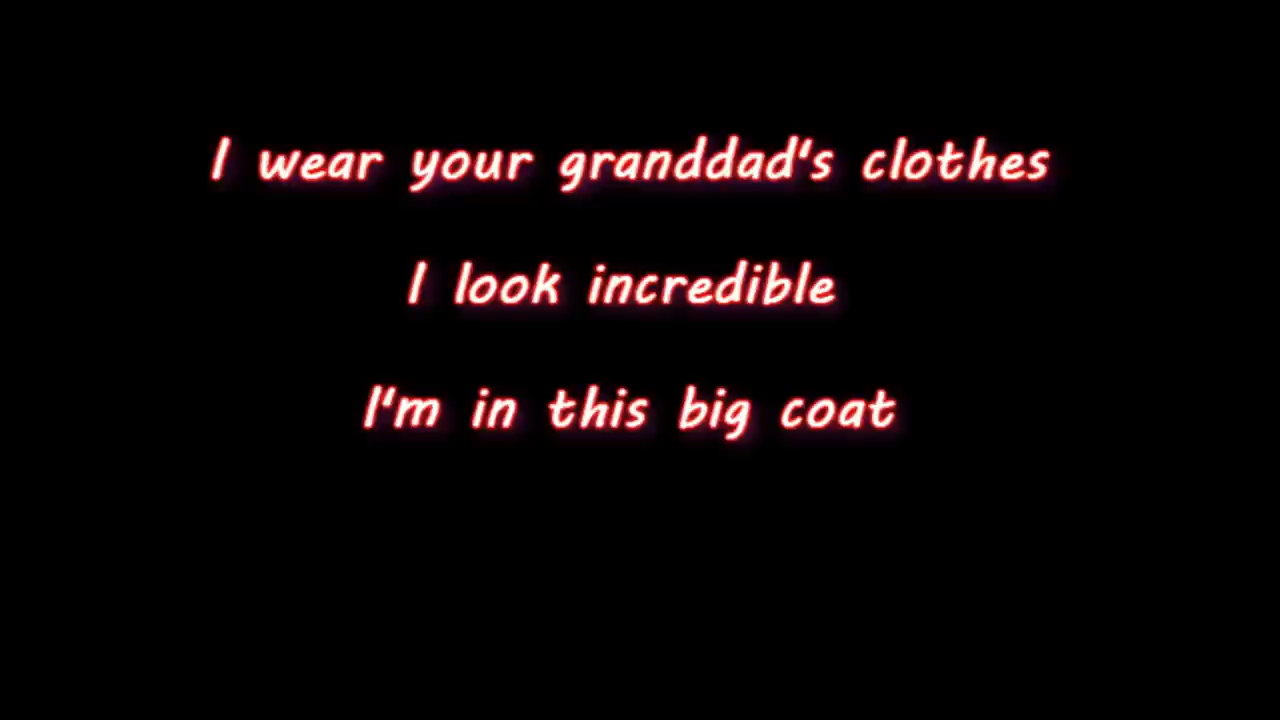 I wear your granddad's clothes
I look incredible
I'm in this big coat